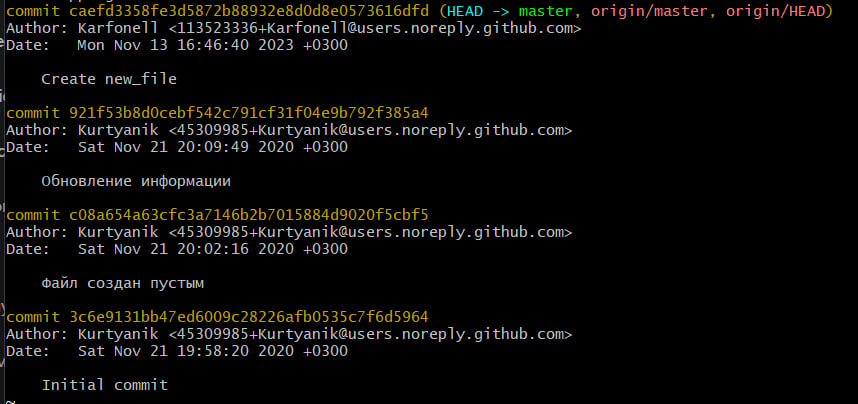 commit caefd3358fe3d5872b88932e8d0d8e0573616dfd (HEAD -> master, origin/master, origin/HEAD)
Author: Karfonell <113523336+Karfonell@users.noreply.github.com>
Date:   Mon Nov 13 16:46:40 2023 +0300
Create new_file
commit 921f53b8d0cebf542c791cf31f04e9b792f385a4
Author: Kurtyanik <45309985+Kurtyanik@users.noreply.github.com>
Date:   Sat Nov 21 20:09:49 2020 +0300
Обновление информации
commit c08a654a63cfc3a7146b2b7015884d9020f5cbf5
Author: Kurtyanik <45309985+Kurtyanik@users.noreply.github.com>
Date:   Sat Nov 21 20:02:16 2020 +0300
Файл создан пустым
commit 3c6e9131bb47ed6009c28226afb0535c7f6d5964
Author: Kurtyanik <45309985+Kurtyanik@users.noreply.github.com>
Date:   Sat Nov 21 19:58:20 2020 +0300
Initial commit
~